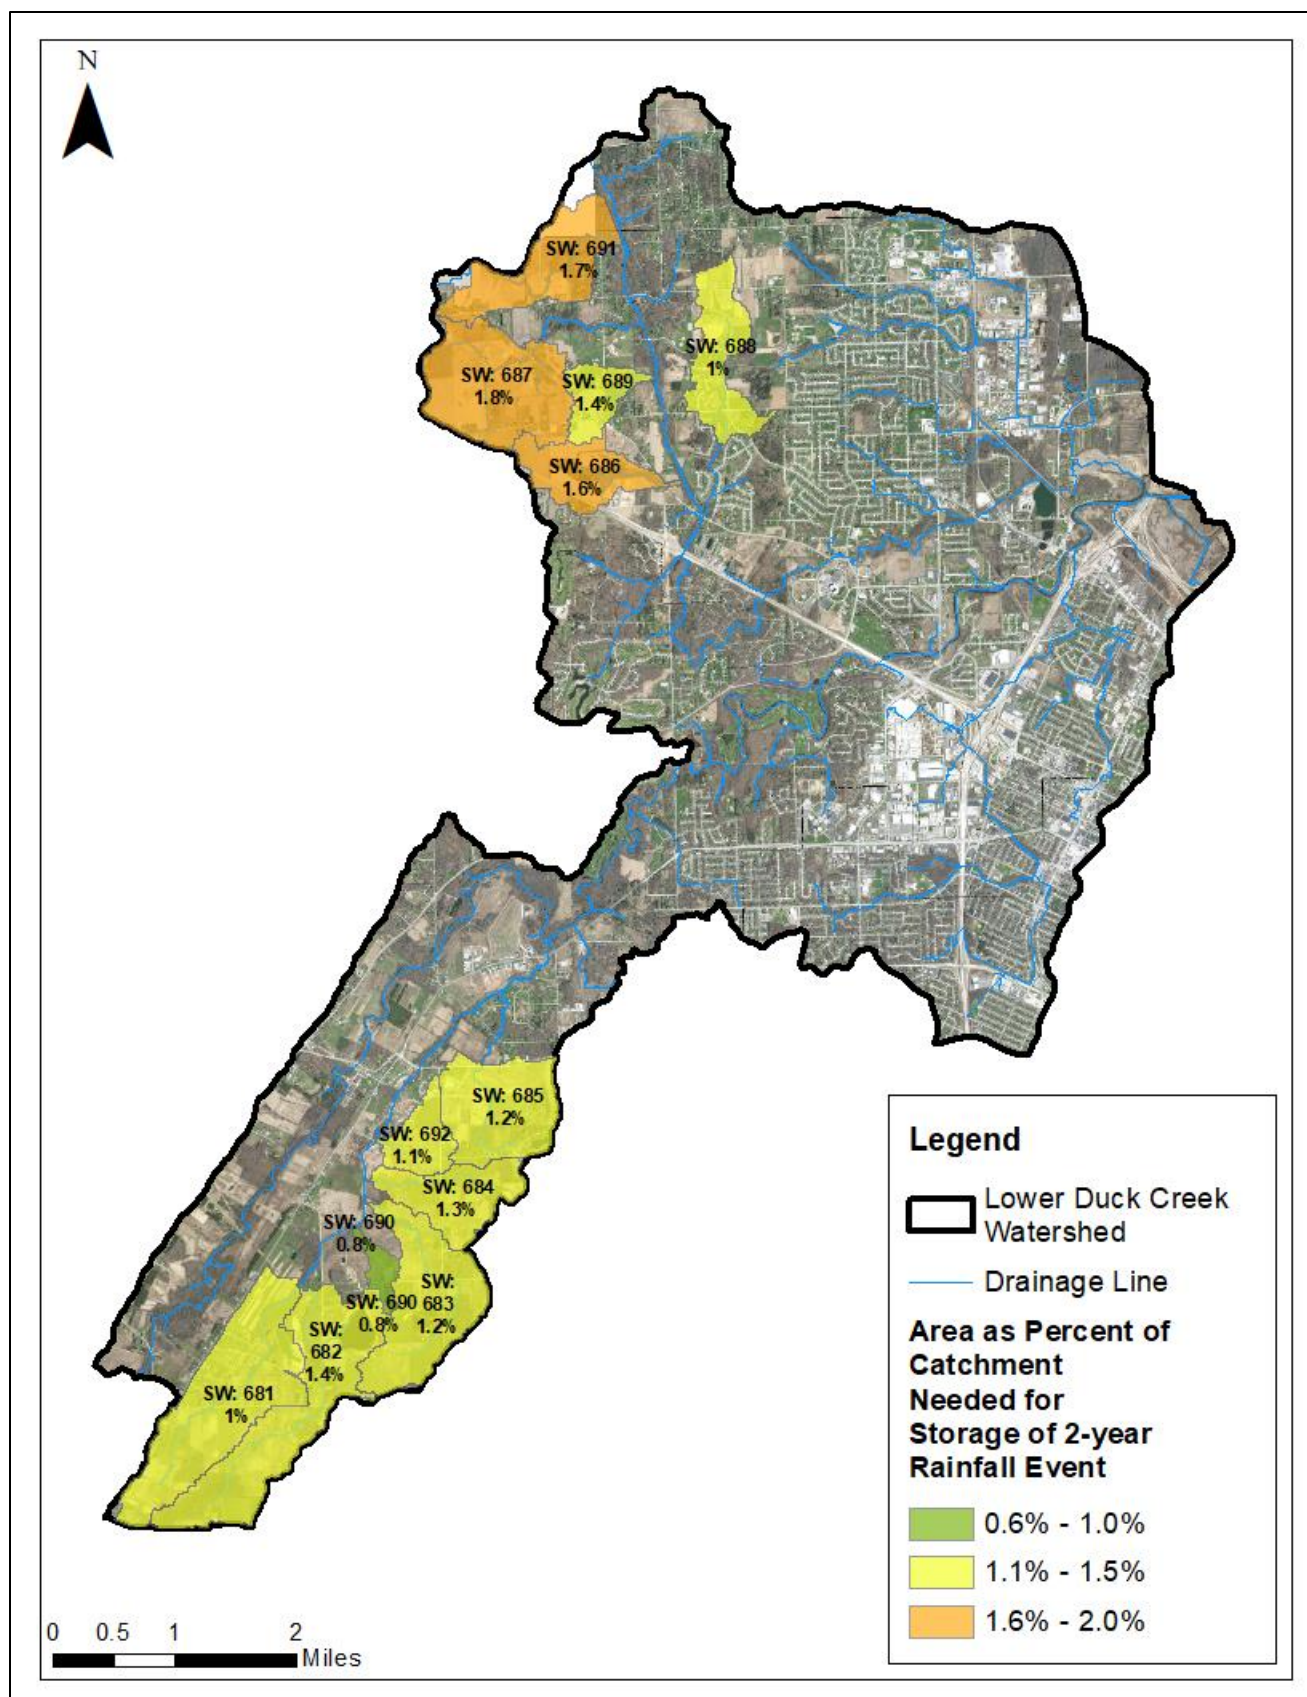 N
SW: 691
1.7%
SW: 688
1%
SW: 687
1.8%
SW: 689
1.4%
SW: 686
1.6%
SW: 685
1.2%
SW: 692
1.1%
SW: 684
1.3%
SW: 690
0.8%
SW:
683
1.2%
SW: 690
0.8%
SW:
682
1.4%
SW: 681
1%
Legend
Lower Duck Creek
Watershed
Drainage Line
Area as Percent of
Catchment
Needed for
Storage of 2-year
Rainfall Event
0.6% - 1.0%
1.1% - 1.5%
1.6% - 2.0%
0 0.5 1 2
Miles